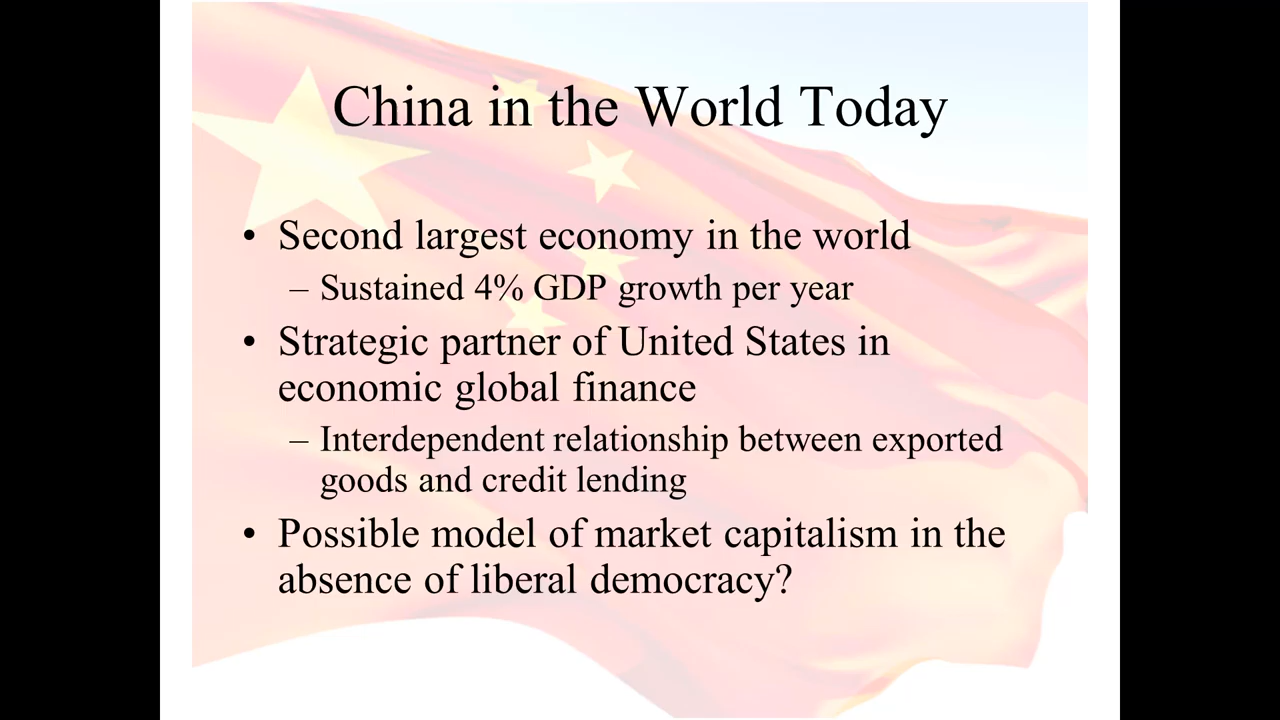 China in the World Today
• Second largest economy in the world
– Sustained 4% GDP growth per year
• Strategic partner of United States in
economic global finance
– Interdependent relationship between exported
goods and credit lending
• Possible model of market capitalism in the
absence of liberal democracy?